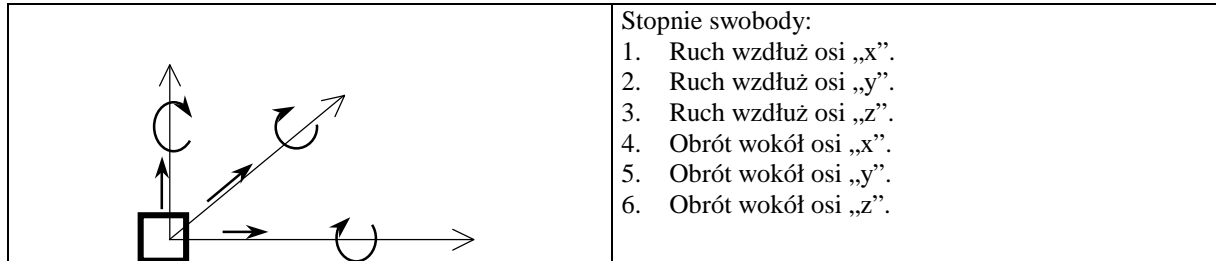 Stopnie swobody:
1. Ruch wzdłuż osi „x”.
2. Ruch wzdłuż osi „y”.
3. Ruch wzdłuż osi „z”.
4. Obrót wokół osi „x”.
5. Obrót wokół osi „y”.
6. Obrót wokół osi „z”.